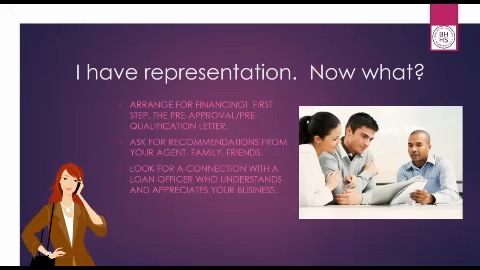 BH
HS
I have representation.  Now what?
- ARRANGE FOR FINANCING!  FIRST
STEP, THE PRE-APPROVAL/PRE-
QUALIFICATION LETTER.
- ASK FOR RECOMMENDATIONS FROM
YOUR AGENT, FAMILY, FRIENDS.
- LOOK FOR A CONNECTION WITH A
LOAN OFFICER WHO UNDERSTANDS
AND APPRECIATES YOUR BUSINESS.